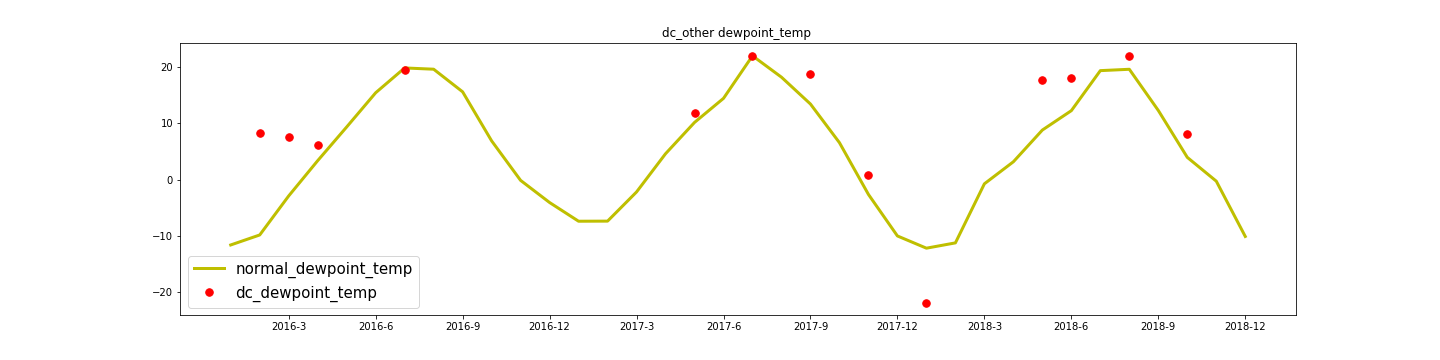 dc_other dewpoint_temp
20
10
0
−10
−20
normal_dewpoint_temp
dc_dewpoint_temp
2016-3 2016-6 2016-9 2016-12 2017-3 2017-6 2017-9 2017-12 2018-3 2018-6 2018-9 2018-12